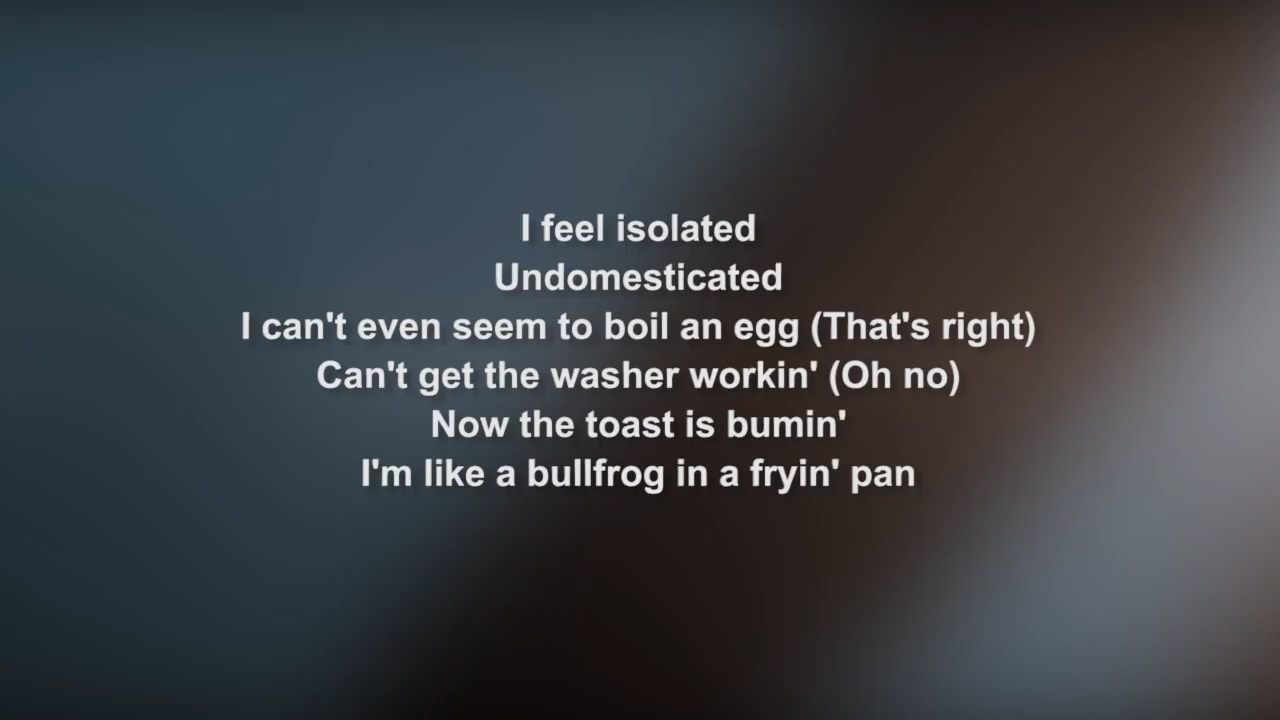 I feel isolated
Undomesticated
I can't even seem to boil an egg (That's right)
Can't get the washer workin' (Oh no)
Now the toast is bumin'
I'm like a bullfrog in a fryin' pan